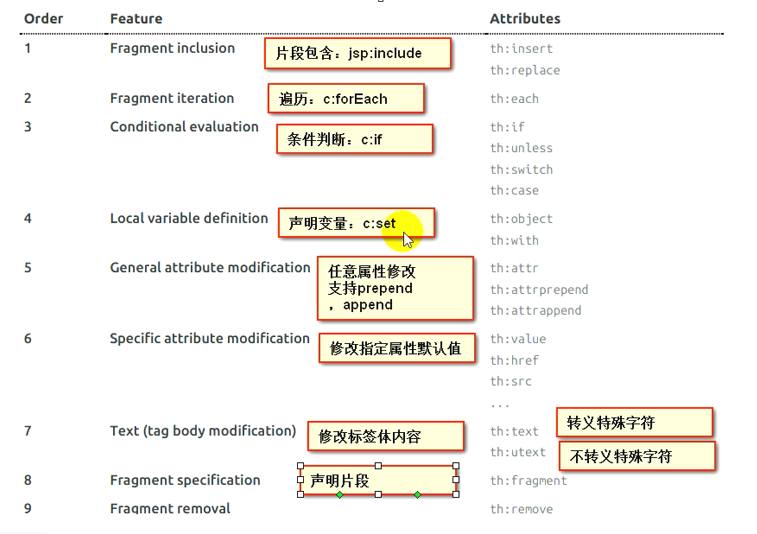 Order Feature Attributes
1 Fragment inclusion 片段包含：jsp:include th:insert
th:replace
2 Fragment iteration 遍历：c:forEach th:each
3 Conditional evaluation 条件判断：c:if th:if
th:unless
th:switch
th:case
4 Local variable definition 声明变量：c:set th:object
th:with
5 General attribute modification 任意属性修改 th:attr
支持prepend th:attrprepend
，append th:attrappend
6 Specific attribute modification 修改指定属性默认值 th:value
th:href
th:src
...
7 Text (tag body modification) 修改标签体内容 th:text 转义特殊字符
th:utext 不转义特殊字符
8 Fragment specification 声明片段 th:fragment
9 Fragment removal th:remove